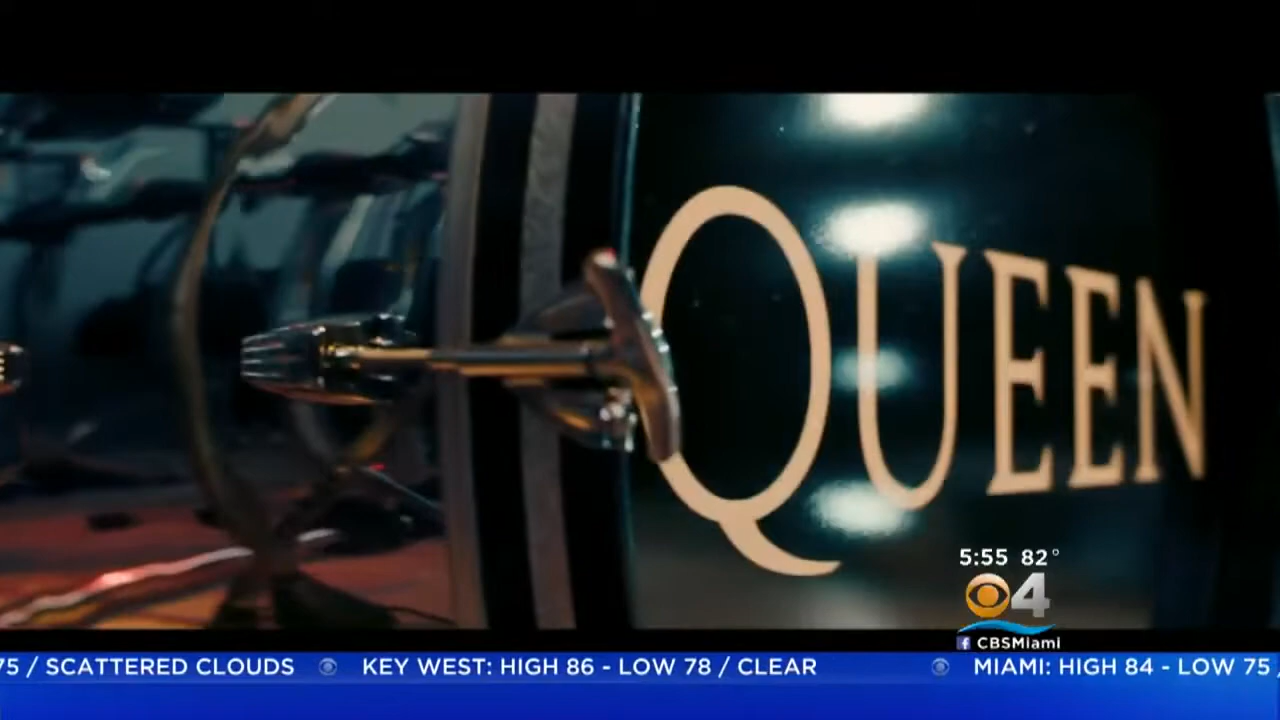 QUEEN
5:55 82°
4
CBSMiami
75 / SCATTERED CLOUDS KEY WEST: HIGH 86 - LOW 78 / CLEAR MIAMI: HIGH 84 - LOW 75 /